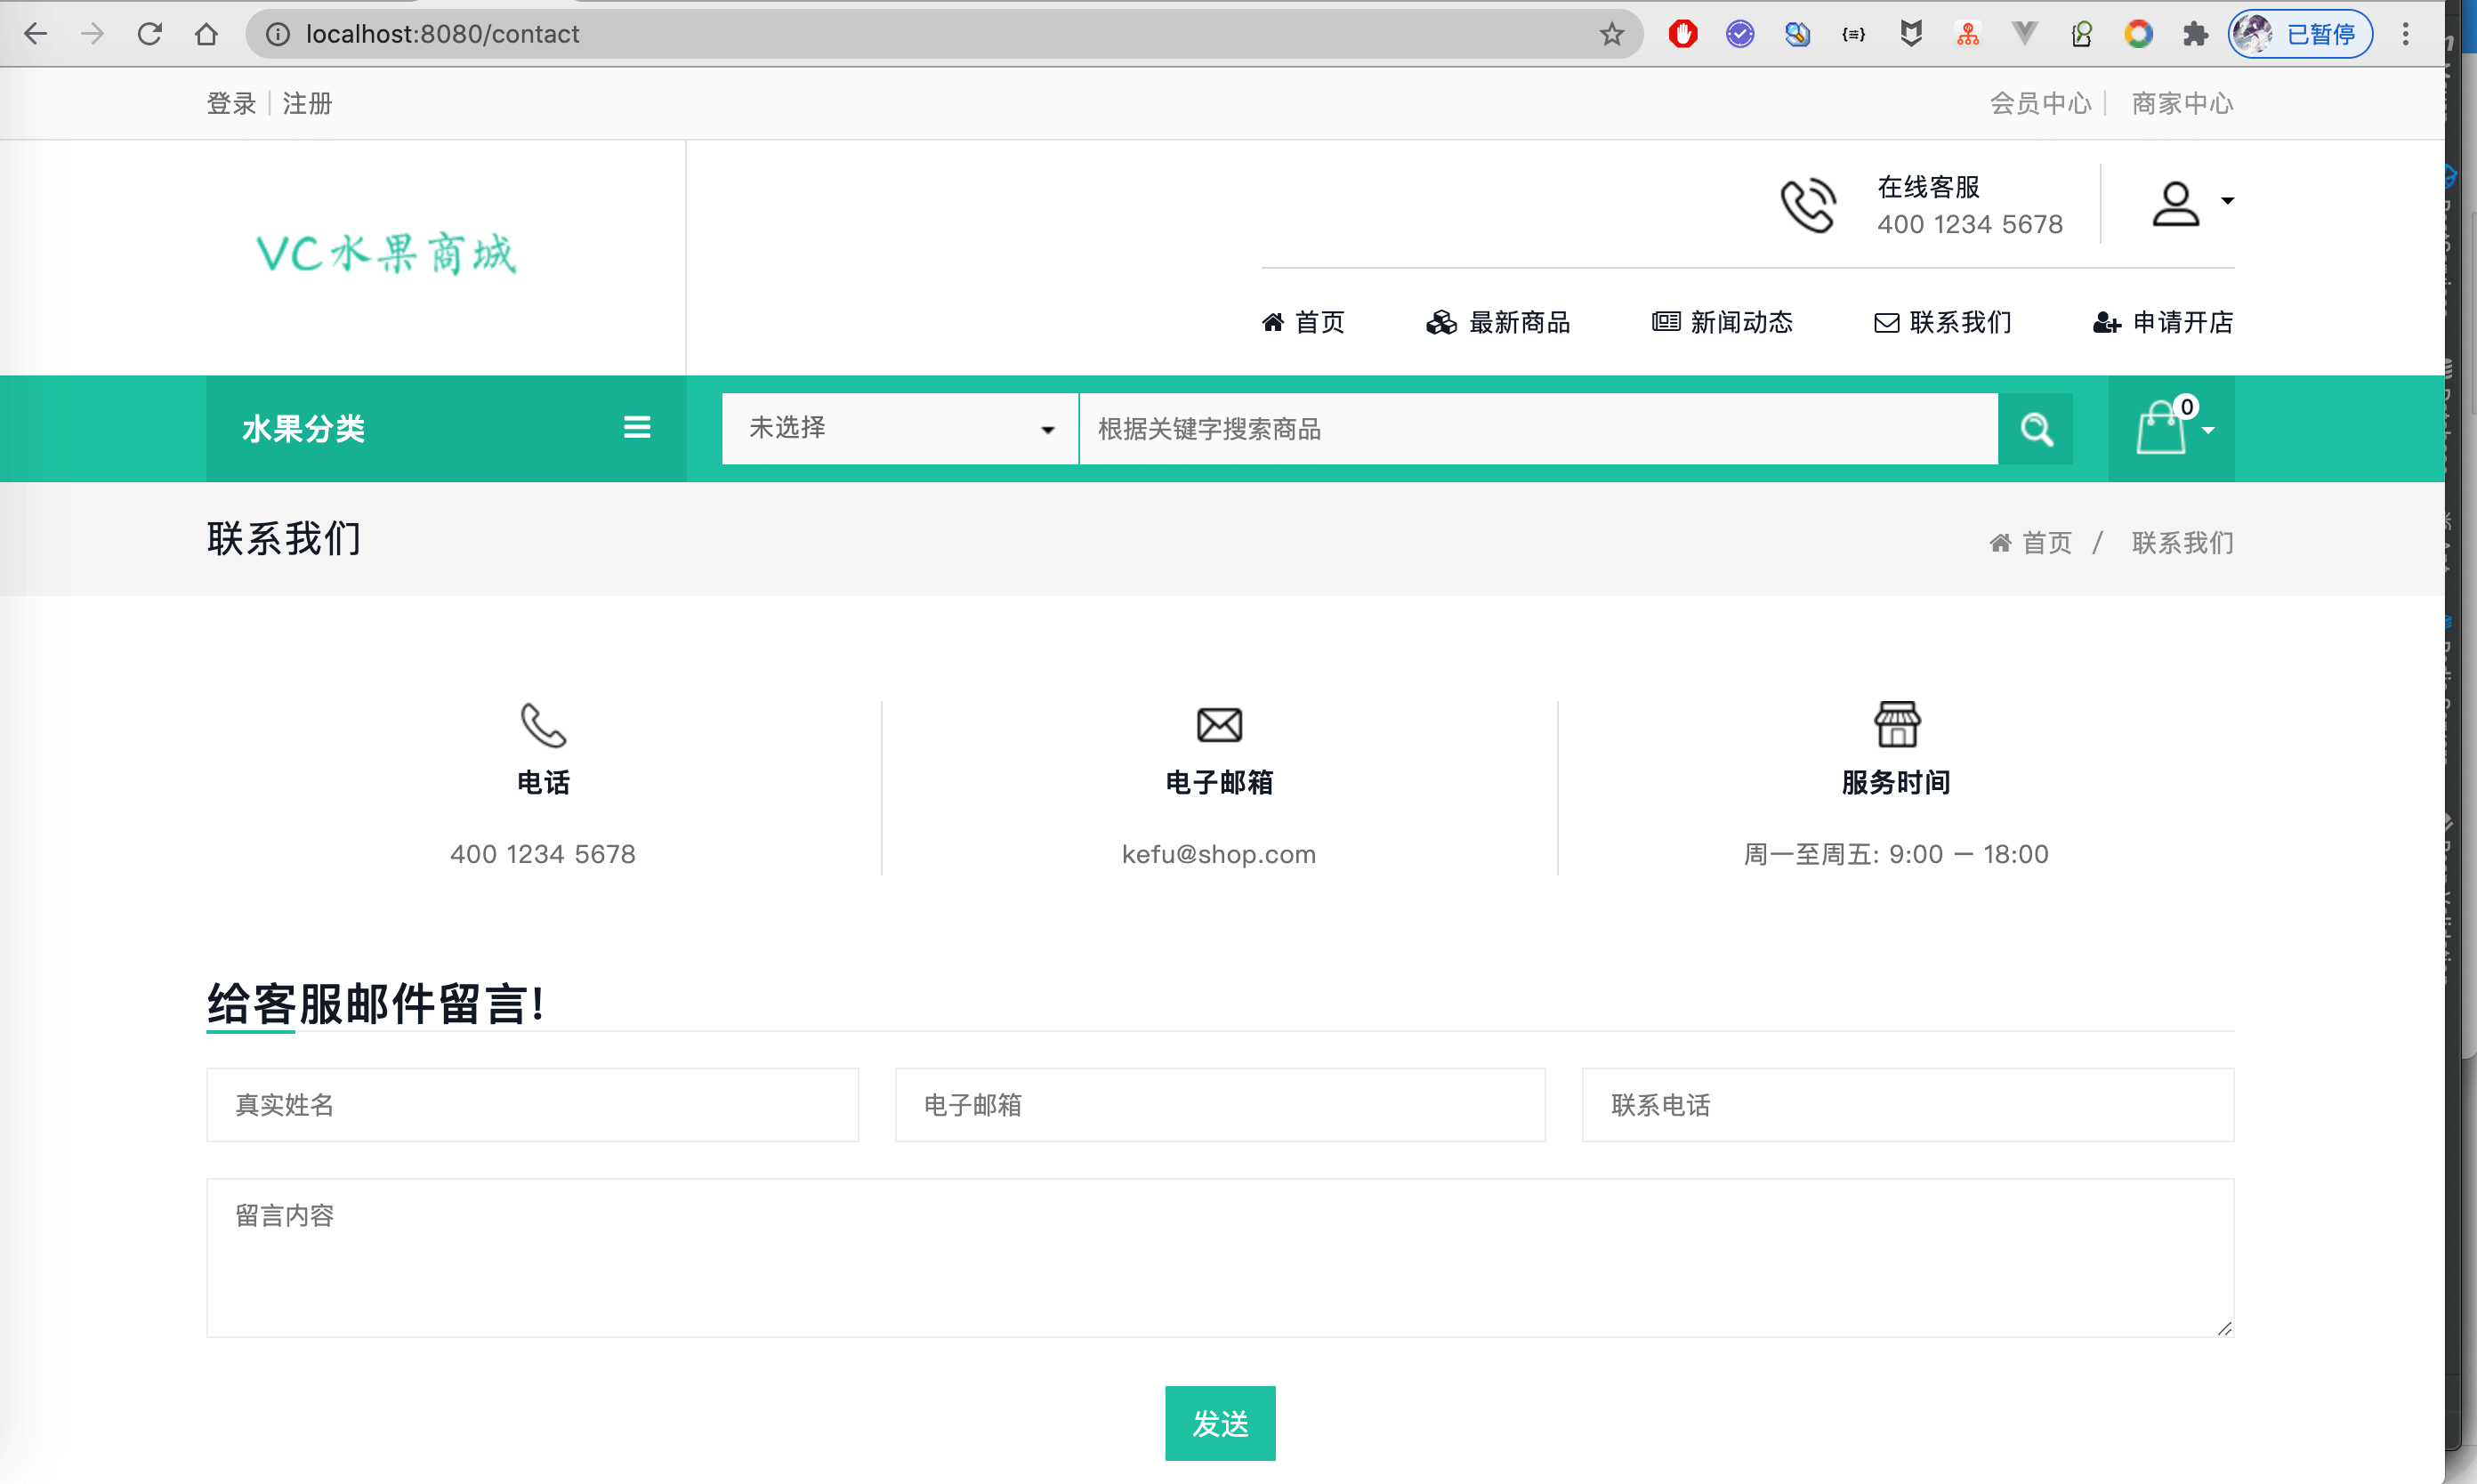 localhost:8080/contact
已暂停
登录 注册
会员中心 商家中心
VC水果商城
在线客服
400 1234 5678
首页 最新商品 新闻动态 联系我们 申请开店
水果分类 未选择 根据关键字搜索商品 0
联系我们 首页 / 联系我们
电话 电子邮箱 服务时间
400 1234 5678 kefu@shop.com 周一至周五: 9:00 — 18:00
给客服邮件留言!
真实姓名 电子邮箱 联系电话
留言内容
发送